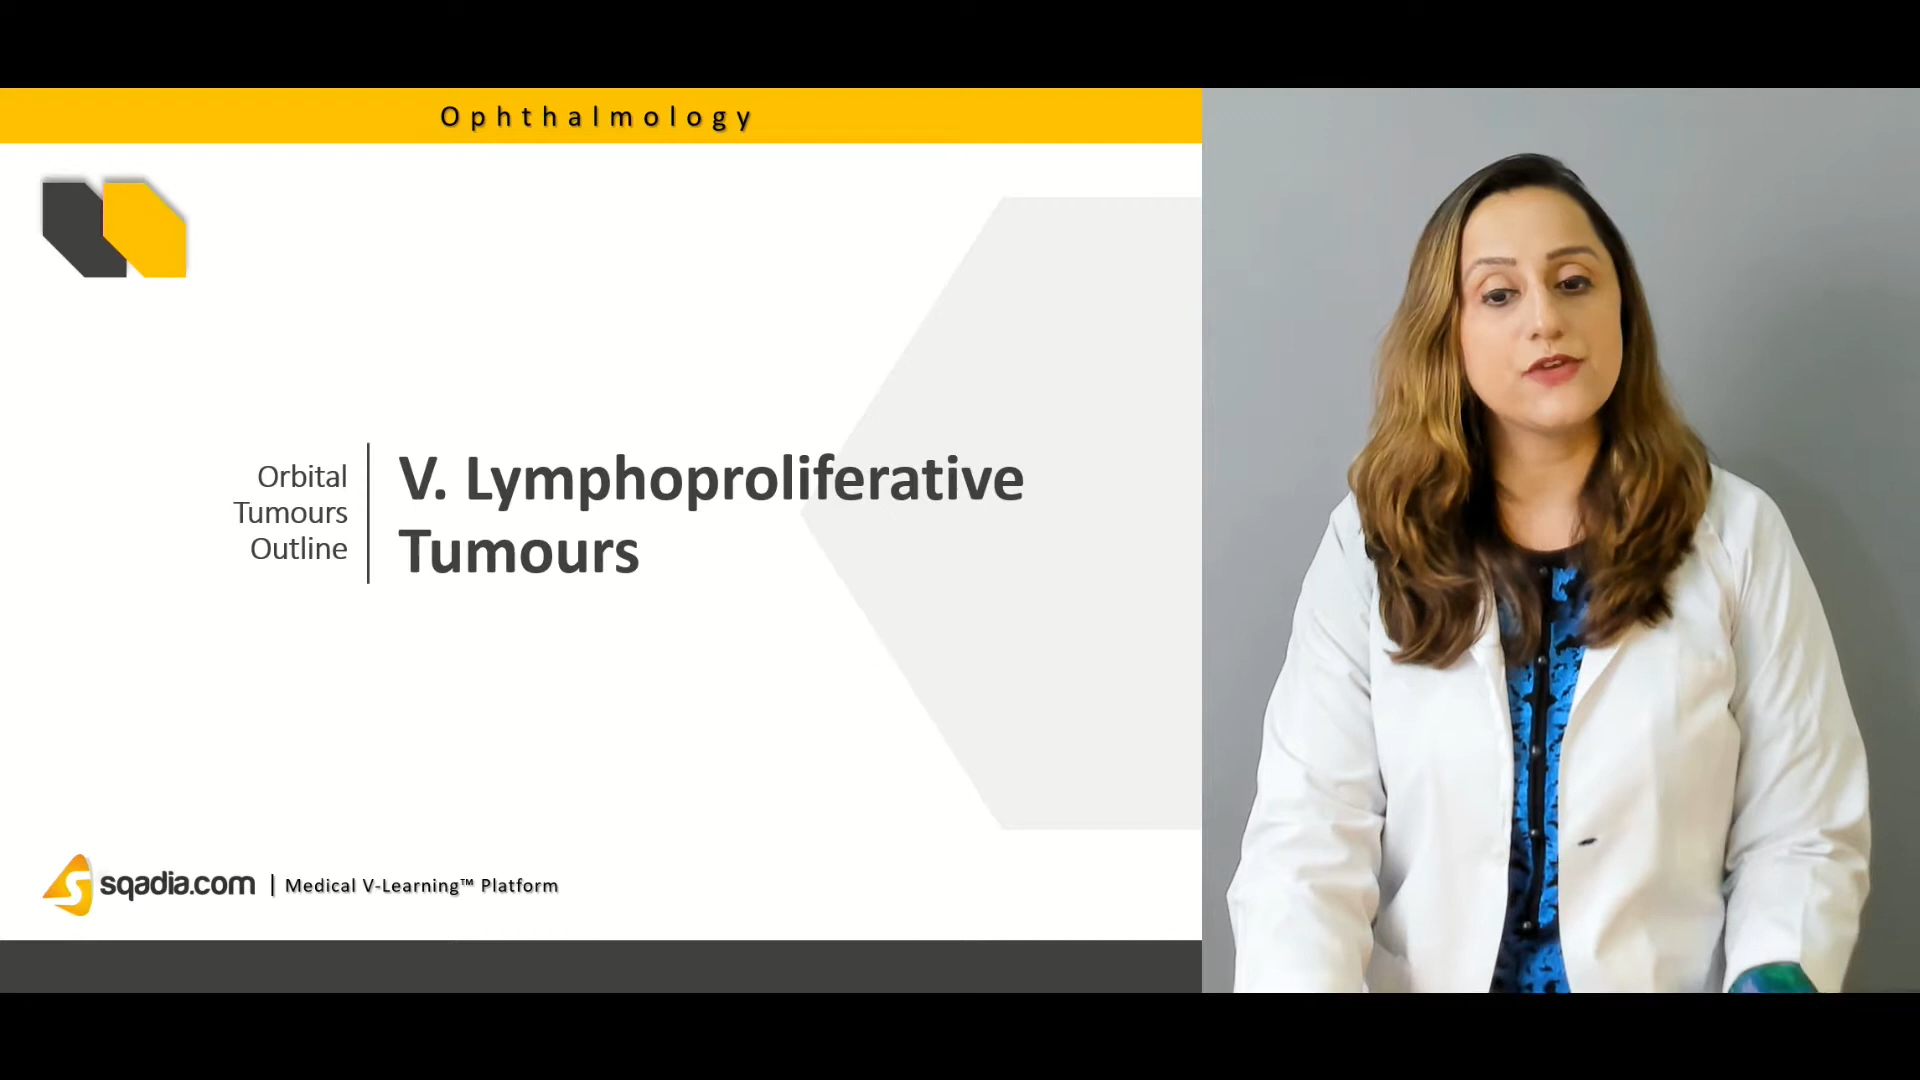 Ophthalmology
Orbital
Tumours
Outline
V. Lymphoproliferative
Tumours
sqadia.com | Medical V-Learning™ Platform